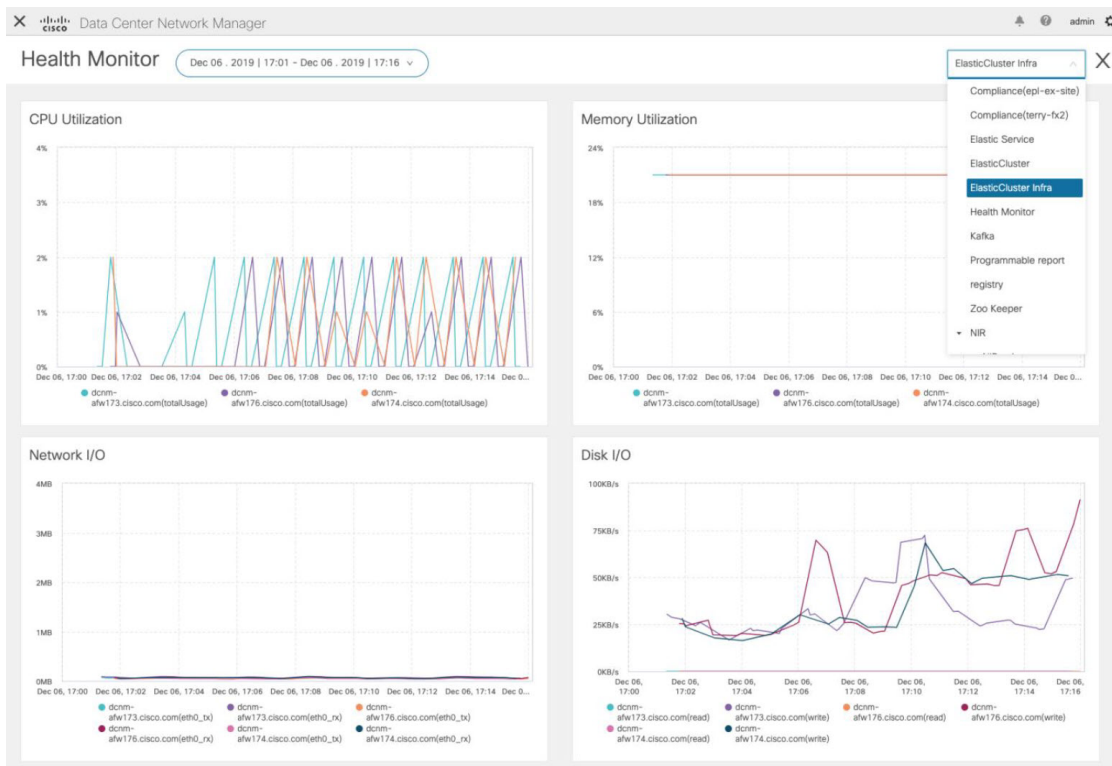 CISCO Data Center Network Manager
admin
Health Monitor
Dec 06 . 2019 | 17:01 - Dec 06 . 2019 | 17:16
ElasticCluster Infra
Compliance(epl-ex-site)
Compliance(terry-fx2)
Elastic Service
ElasticCluster
ElasticCluster Infra
Health Monitor
Kafka
Programmable report
registry
Zoo Keeper
NIR
CPU Utilization
4%
3%
2%
1%
0%
Dec 06, 17:00 Dec 06, 17:02 Dec 06, 17:04 Dec 06, 17:06 Dec 06, 17:08 Dec 06, 17:10 Dec 06, 17:12 Dec 06, 17:14 Dec 0...
dcnm- dcnm- dcnm-
afw173.cisco.com(totalUsage) afw176.cisco.com(totalUsage) afw174.cisco.com(totalUsage)
Memory Utilization
24%
18%
12%
6%
0%
Dec 06, 17:00 Dec 06, 17:02 Dec 06, 17:04 Dec 06, 17:06 Dec 06, 17:08 Dec 06, 17:10 Dec 06, 17:12 Dec 06, 17:14 Dec 0...
dcnm- dcnm- dcnm-
afw173.cisco.com(totalUsage) afw176.cisco.com(totalUsage) afw174.cisco.com(totalUsage)
Network I/O
4MB
3MB
2MB
1MB
0MB
Dec 06, 17:00 Dec 06, 17:02 Dec 06, 17:04 Dec 06, 17:06 Dec 06, 17:08 Dec 06, 17:10 Dec 06, 17:12 Dec 06, 17:14 Dec 0...
dcnm- dcnm- dcnm-
afw173.cisco.com(eth0_tx) afw173.cisco.com(eth0_rx) afw176.cisco.com(eth0_tx)
dcnm- dcnm- dcnm-
afw176.cisco.com(eth0_rx) afw174.cisco.com(eth0_tx) afw174.cisco.com(eth0_rx)
Disk I/O
100KB/s
75KB/s
50KB/s
25KB/s
0KB/s
Dec 06, Dec 06, Dec 06, Dec 06, Dec 06, Dec 06, Dec 06, Dec 06, Dec 06,
17:00 17:02 17:04 17:06 17:08 17:10 17:12 17:14 17:16
dcnm- dcnm- dcnm- dcnm-
afw173.cisco.com(read) afw173.cisco.com(write) afw176.cisco.com(read) afw176.cisco.com(write)
dcnm- dcnm-
afw174.cisco.com(read) afw174.cisco.com(write)